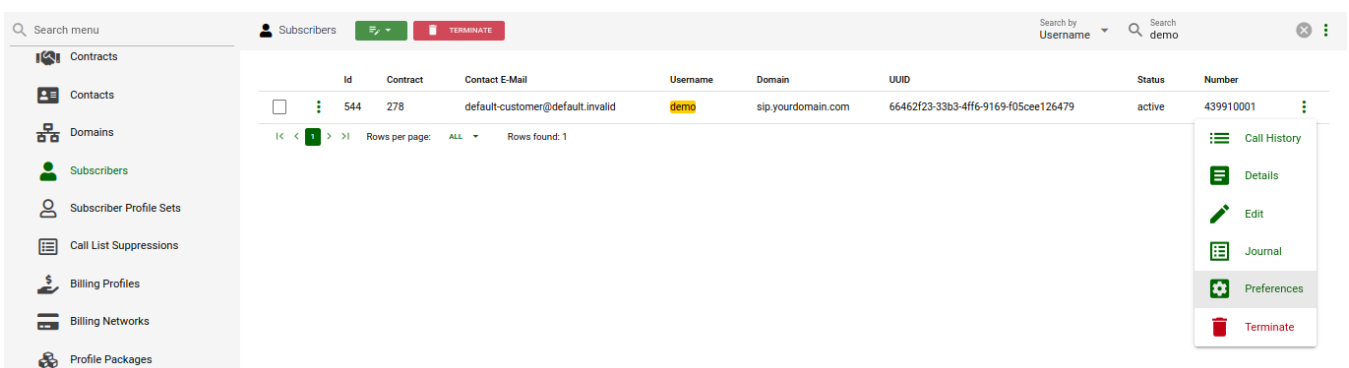 Search menu
Contracts
Contacts
Domains
Subscribers
Subscriber Profile Sets
Call List Suppressions
Billing Profiles
Billing Networks
Profile Packages
Subscribers
TERMINATE
Search by
Username
Search
demo
Id Contract Contact E-Mail Username Domain UUID Status Number
544 278 default-customer@default.invalid demo sip.yourdomain.com 66462f23-33b3-4ff6-9169-f05cee126479 active 439910001
1 Rows per page: ALL Rows found: 1
Call History
Details
Edit
Journal
Preferences
Terminate